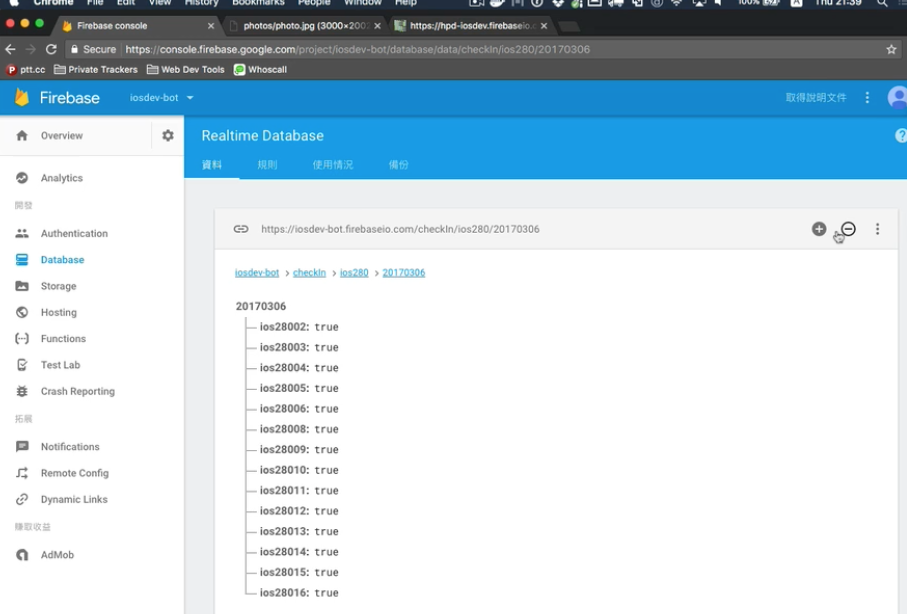 Chrome File Edit View History Bookmarks People Window Help 100% Thu 21:39
Firebase console
photos/photo.jpg (3000×200
https://hpd-iosdev.firebaseio.
Secure https://console.firebase.google.com/project/iosdev-bot/database/data/checkIn/ios280/20170306
ptt.cc Private Trackers Web Dev Tools Whoscall
Firebase iosdev-bot 取得說明文件
Overview
Realtime Database
資料 規則 使用情況 備份
Analytics
開發
Authentication
Database
Storage
Hosting
Functions
Test Lab
Crash Reporting
拓展
Notifications
Remote Config
Dynamic Links
賺取收益
AdMob
https://iosdev-bot.firebaseio.com/checkIn/ios280/20170306
iosdev-bot > checkIn > ios280 > 20170306
20170306
ios28002: true
ios28003: true
ios28004: true
ios28005: true
ios28006: true
ios28008: true
ios28009: true
ios28010: true
ios28011: true
ios28012: true
ios28013: true
ios28014: true
ios28015: true
ios28016: true